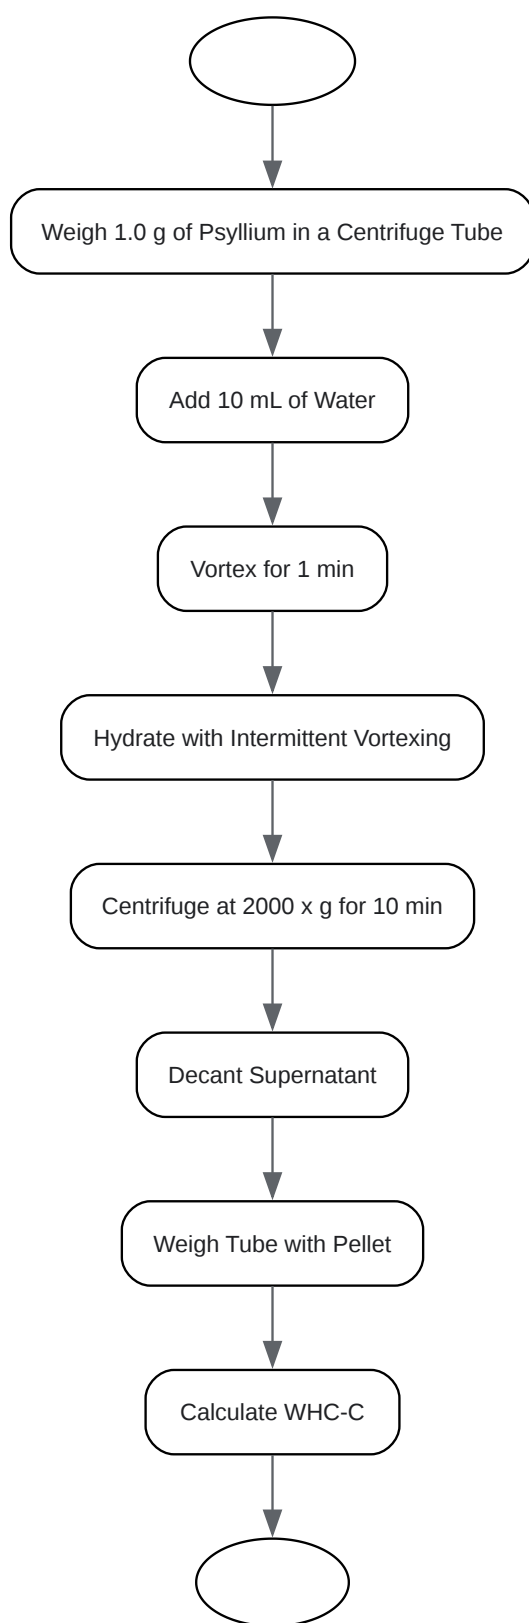 Weigh 1.0 g of Psyllium in a Centrifuge Tube
Add 10 mL of Water
Vortex for 1 min
Hydrate with Intermittent Vortexing
Centrifuge at 2000 x g for 10 min
Decant Supernatant
Weigh Tube with Pellet
Calculate WHC-C